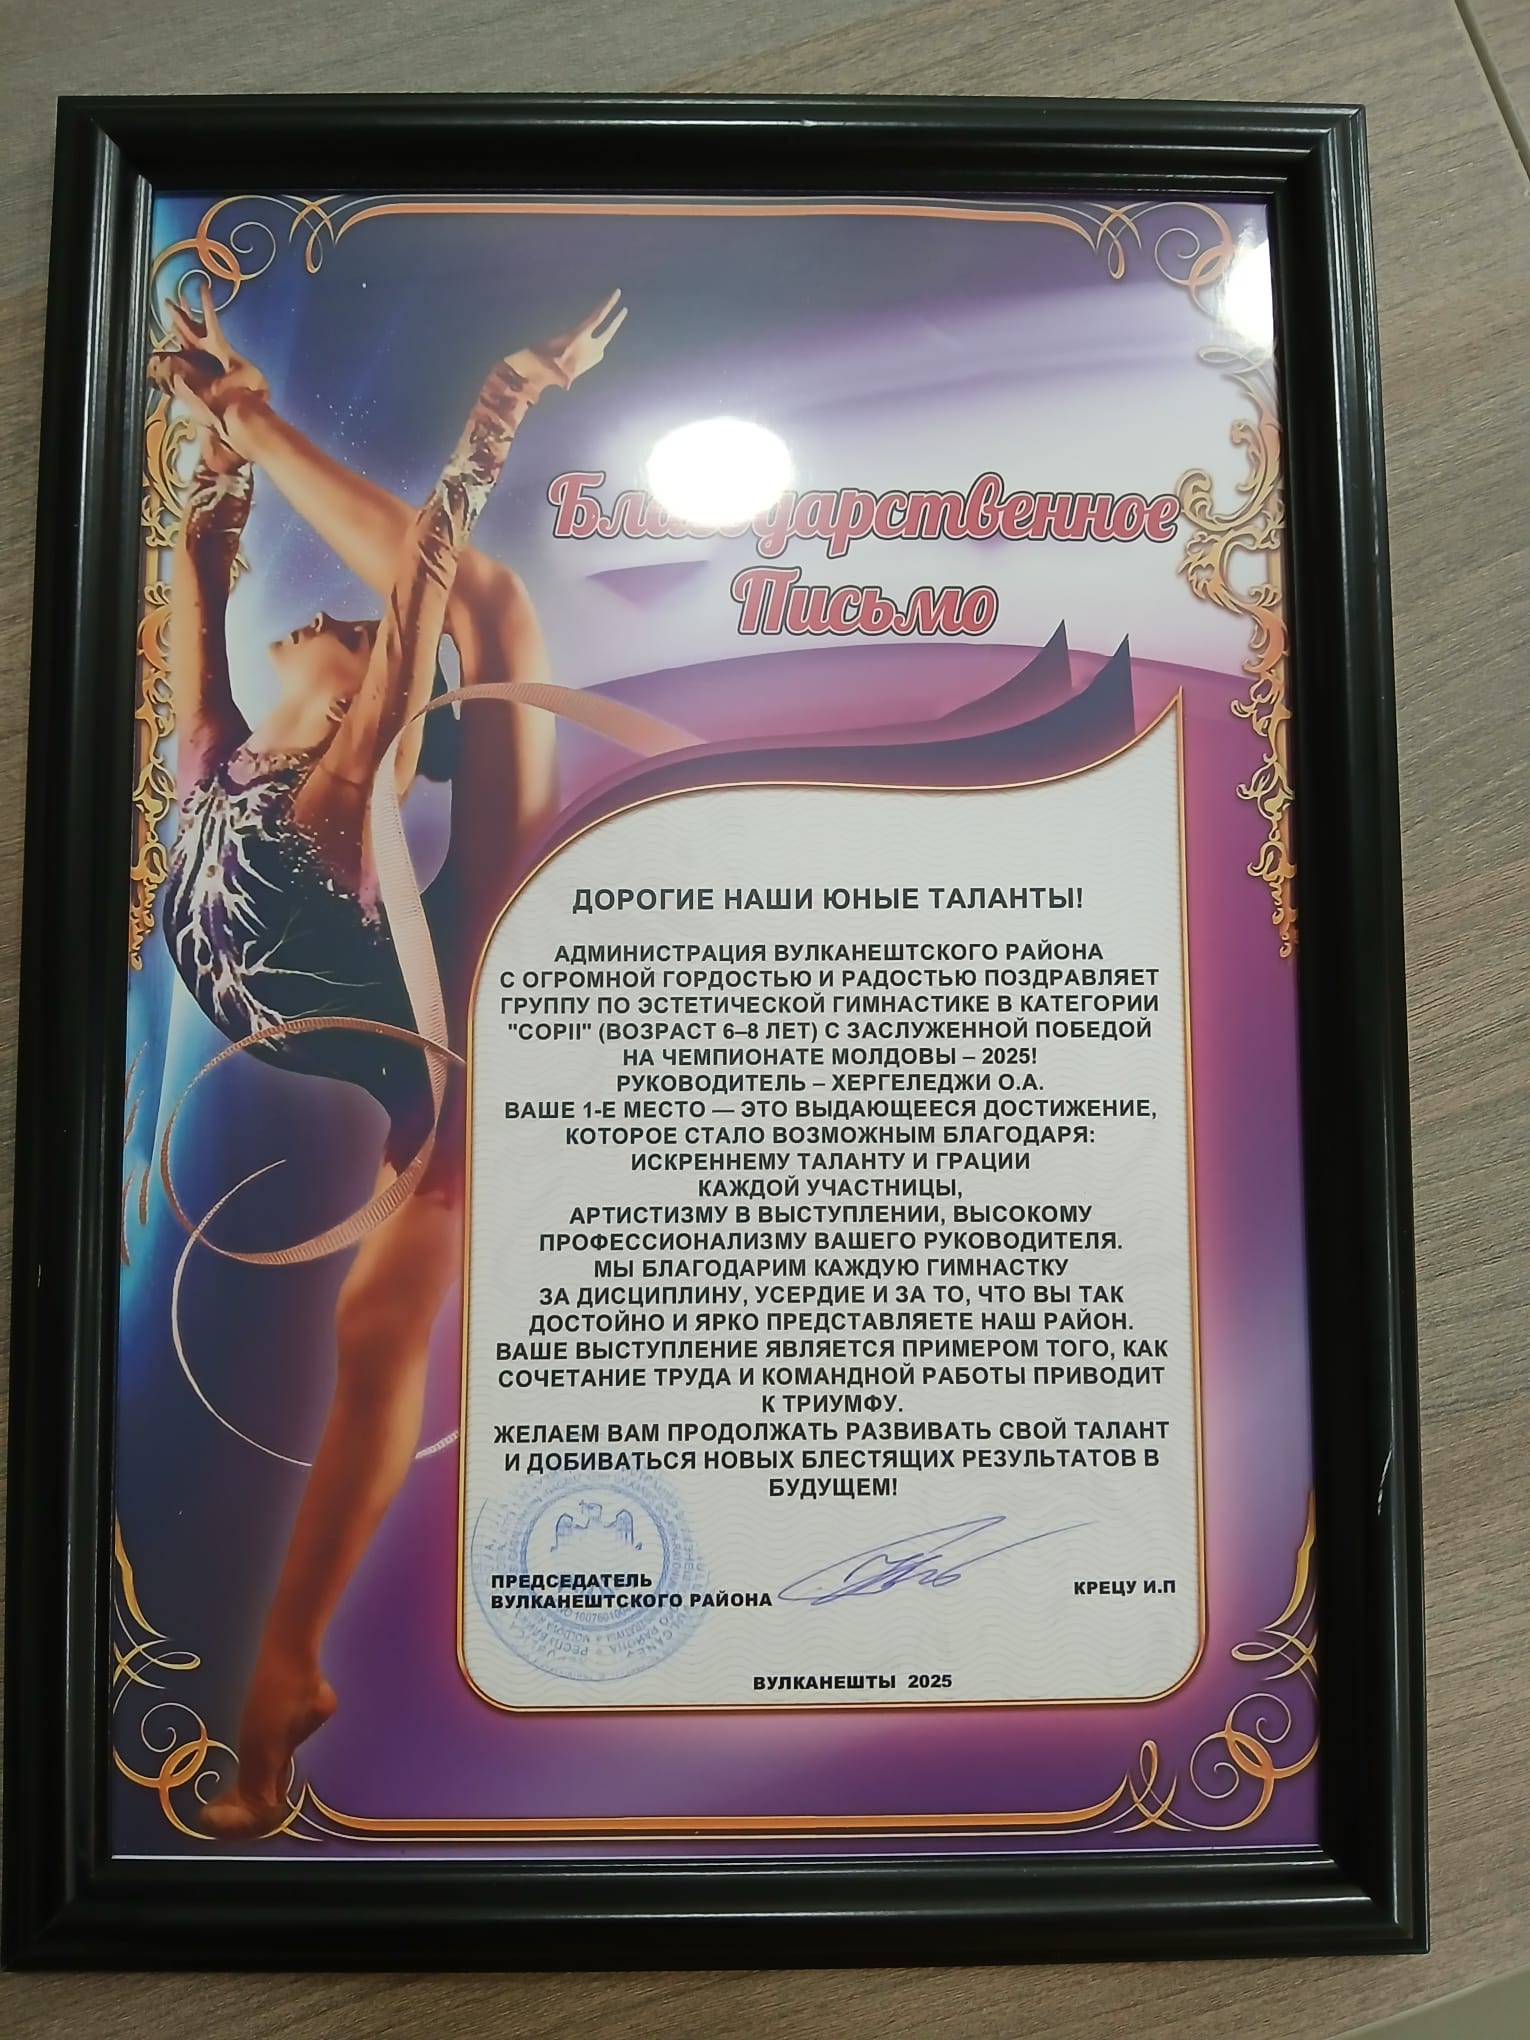 Благодарственное
Письмо
ДОРОГИЕ НАШИ ЮНЫЕ ТАЛАНТЫ!
АДМИНИСТРАЦИЯ ВУЛКАНЕШТСКОГО РАЙОНА
С ОГРОМНОЙ ГОРДОСТЬЮ И РАДОСТЬЮ ПОЗДРАВЛЯЕТ
ГРУППУ ПО ЭСТЕТИЧЕСКОЙ ГИМНАСТИКЕ В КАТЕГОРИИ
"COPII" (ВОЗРАСТ 6–8 ЛЕТ) С ЗАСЛУЖЕННОЙ ПОБЕДОЙ
НА ЧЕМПИОНАТЕ МОЛДОВЫ – 2025!
РУКОВОДИТЕЛЬ – ХЕРГЕЛЕДЖИ О.А.
ВАШЕ 1-Е МЕСТО — ЭТО ВЫДАЮЩЕЕСЯ ДОСТИЖЕНИЕ,
КОТОРОЕ СТАЛО ВОЗМОЖНЫМ БЛАГОДАРЯ:
ИСКРЕННЕМУ ТАЛАНТУ И ГРАЦИИ
КАЖДОЙ УЧАСТНИЦЫ,
АРТИСТИЗМУ В ВЫСТУПЛЕНИИ, ВЫСОКОМУ
ПРОФЕССИОНАЛИЗМУ ВАШЕГО РУКОВОДИТЕЛЯ.
МЫ БЛАГОДАРИМ КАЖДУЮ ГИМНАСТКУ
ЗА ДИСЦИПЛИНУ, УСЕРДИЕ И ЗА ТО, ЧТО ВЫ ТАК
ДОСТОЙНО И ЯРКО ПРЕДСТАВЛЯЕТЕ НАШ РАЙОН.
ВАШЕ ВЫСТУПЛЕНИЕ ЯВЛЯЕТСЯ ПРИМЕРОМ ТОГО, КАК
СОЧЕТАНИЕ ТРУДА И КОМАНДНОЙ РАБОТЫ ПРИВОДИТ
К ТРИУМФУ.
ЖЕЛАЕМ ВАМ ПРОДОЛЖАТЬ РАЗВИВАТЬ СВОЙ ТАЛАНТ
И ДОБИВАТЬСЯ НОВЫХ БЛЕСТЯЩИХ РЕЗУЛЬТАТОВ В
БУДУЩЕМ!
ПРЕДСЕДАТЕЛЬ
ВУЛКАНЕШТСКОГО РАЙОНА
КРЕЦУ И.П
ВУЛКАНЕШТЫ 2025